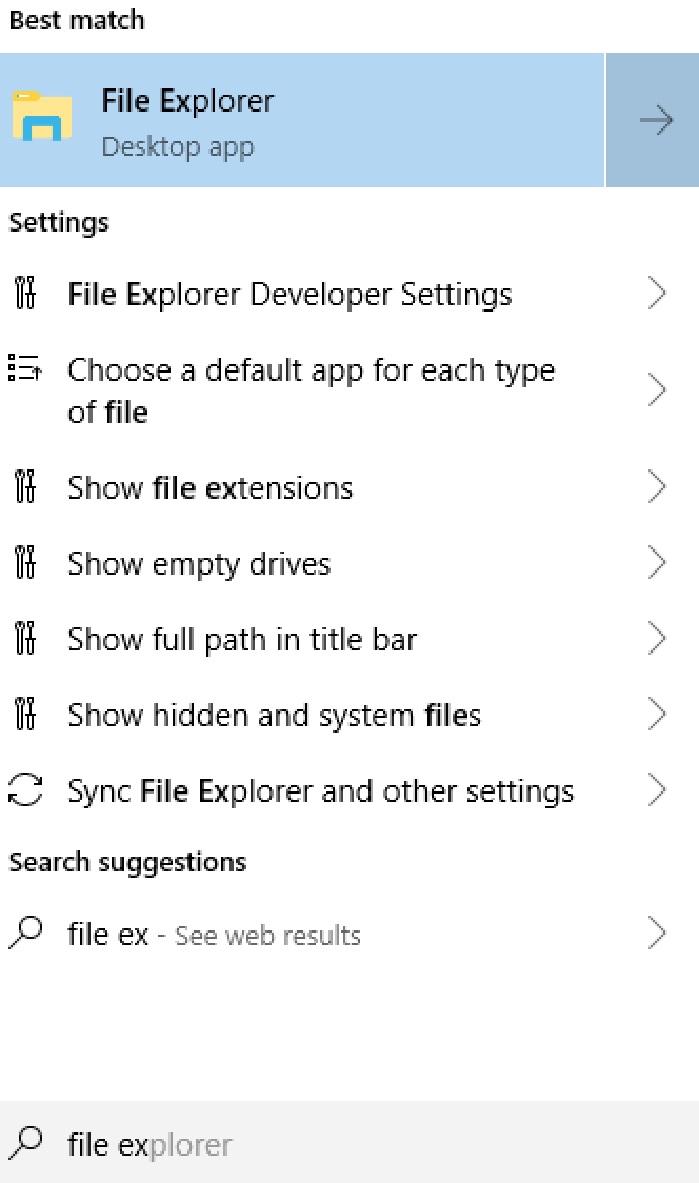 Best match
File Explorer
Desktop app
Settings
File Explorer Developer Settings
Choose a default app for each type
of file
Show file extensions
Show empty drives
Show full path in title bar
Show hidden and system files
Sync File Explorer and other settings
Search suggestions
file ex - See web results
file explorer